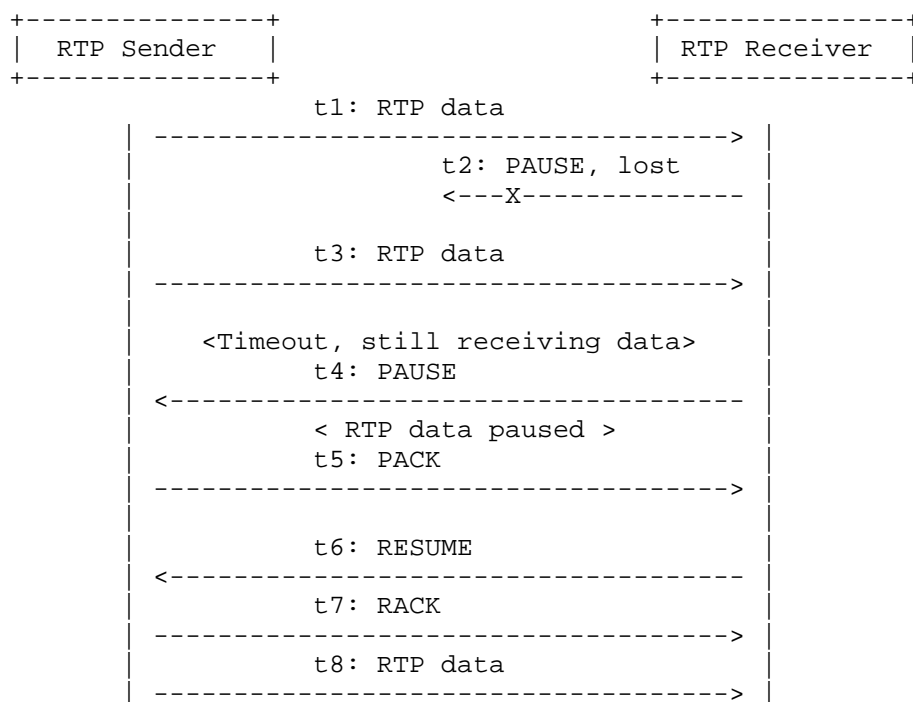 RTP Sender RTP Receiver
t1: RTP data
t2: PAUSE, lost
X
t3: RTP data
<Timeout, still receiving data>
t4: PAUSE
< RTP data paused >
t5: PACK
t6: RESUME
t7: RACK
t8: RTP data